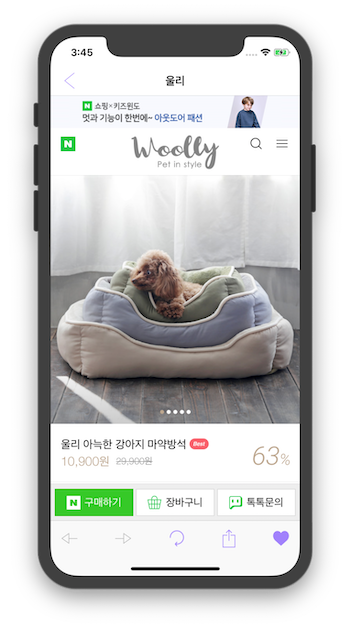 3:45
울리
N 쇼핑×키즈윈도
멋과 기능이 한번에~ 아웃도어 패션
N
Woolly
Pet in style
울리 아늑한 강아지 마약방석 Best
10,900원 29,900원
63%
N 구매하기
장바구니
톡톡문의